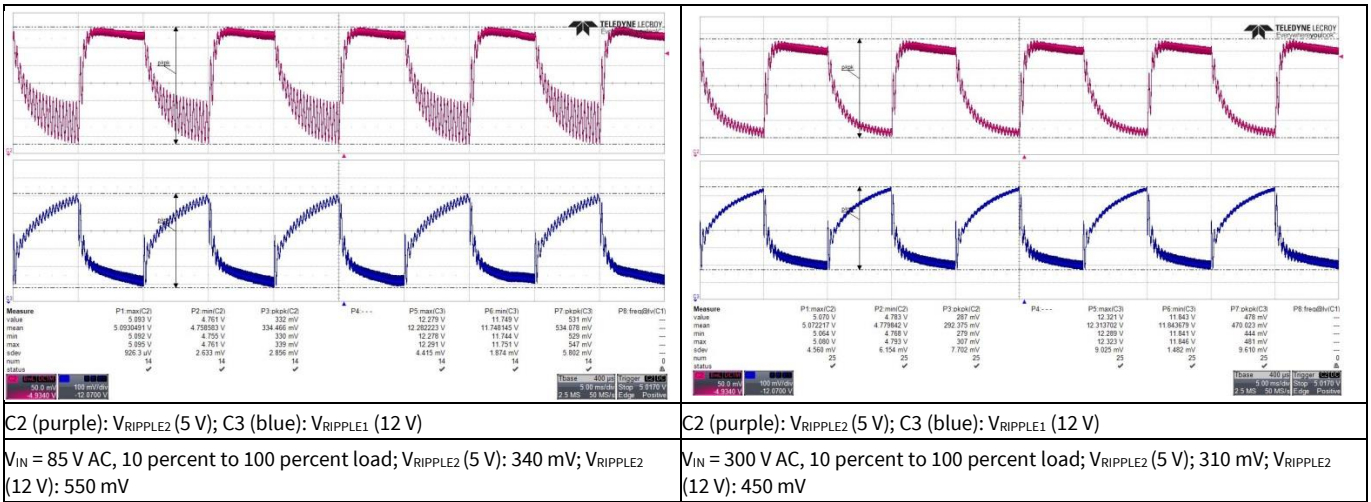 TELEDYNE LECROY
Everywhereyoulook
pkpk
C2
pkpk
C3
Measure P1:max(C2) P2:min(C2) P3:pkpk(C2) P4:--- P5:max(C3) P6:min(C3) P7:pkpk(C3) P8:freq@lv(C1)
value 5.093 V 4.761 V 332 mV 12.279 V 11.749 V 531 mV ---
mean 5.0930491 V 4.758383 V 334.466 mV 12.282223 V 11.748145 V 534.078 mV ---
min 5.092 V 4.755 V 330 mV 12.278 V 11.744 V 529 mV ---
max 5.095 V 4.761 V 339 mV 12.291 V 11.751 V 547 mV ---
sdev 926.3 uV 2.633 mV 2.856 mV 4.415 mV 1.874 mV 5.802 mV ---
num 14 14 14 14 14 14 0
status
50.0 mV 100 mV/div
-4.9340 V -12.0700 V
Tbase 400 µs Trigger C2 DC
5.00 ms/div Stop 5.0170 V
2.5 MS 50 MS/s Edge Positive
TELEDYNE LECROY
Everywhereyoulook
pkpk
C2
pkpk
C3
Measure P1:max(C2) P2:min(C2) P3:pkpk(C2) P4:--- P5:max(C3) P6:min(C3) P7:pkpk(C3) P8:freq@lv(C1)
value 5.070 V 4.783 V 287 mV 12.321 V 11.843 V 478 mV ---
mean 5.072217 V 4.779842 V 292.375 mV 12.313702 V 11.843679 V 470.023 mV ---
min 5.064 V 4.768 V 279 mV 12.289 V 11.841 V 444 mV ---
max 5.080 V 4.793 V 307 mV 12.323 V 11.846 V 481 mV ---
sdev 4.560 mV 6.154 mV 7.702 mV 9.025 mV 1.482 mV 9.610 mV ---
num 25 25 25 25 25 25 0
status
50.0 mV 100 mV/div
-4.9340 V -12.0700 V
Tbase 400 µs Trigger C2 DC
5.00 ms/div Stop 5.0170 V
2.5 MS 50 MS/s Edge Positive
C2 (purple): VRIPPLE2 (5 V); C3 (blue): VRIPPLE1 (12 V)
C2 (purple): VRIPPLE2 (5 V); C3 (blue): VRIPPLE1 (12 V)
VIN = 85 V AC, 10 percent to 100 percent load; VRIPPLE2 (5 V): 340 mV; VRIPPLE2
(12 V): 550 mV
VIN = 300 V AC, 10 percent to 100 percent load; VRIPPLE2 (5 V): 310 mV; VRIPPLE2
(12 V): 450 mV